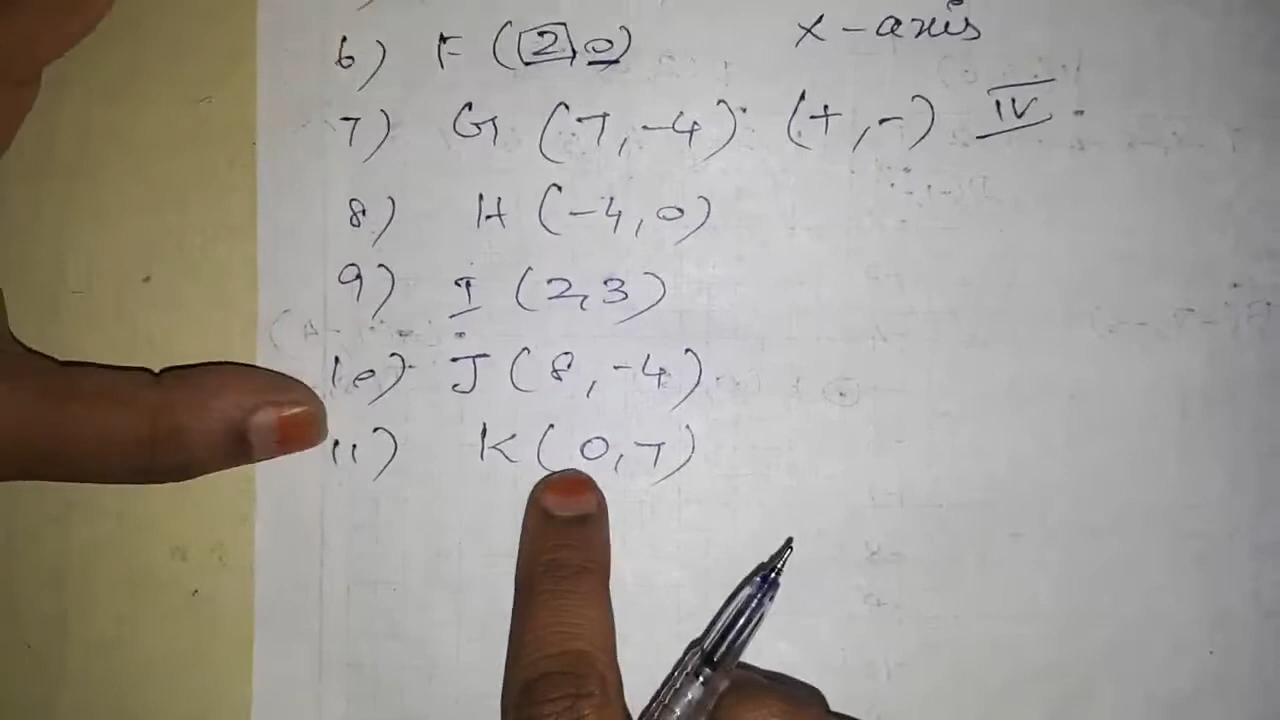 6) F (2,0) x-axis
7) G (7,-4) (+,-) IV
8) H (-4,0)
9) I (2,3)
10) J (8,-4)
11) K (0,7)